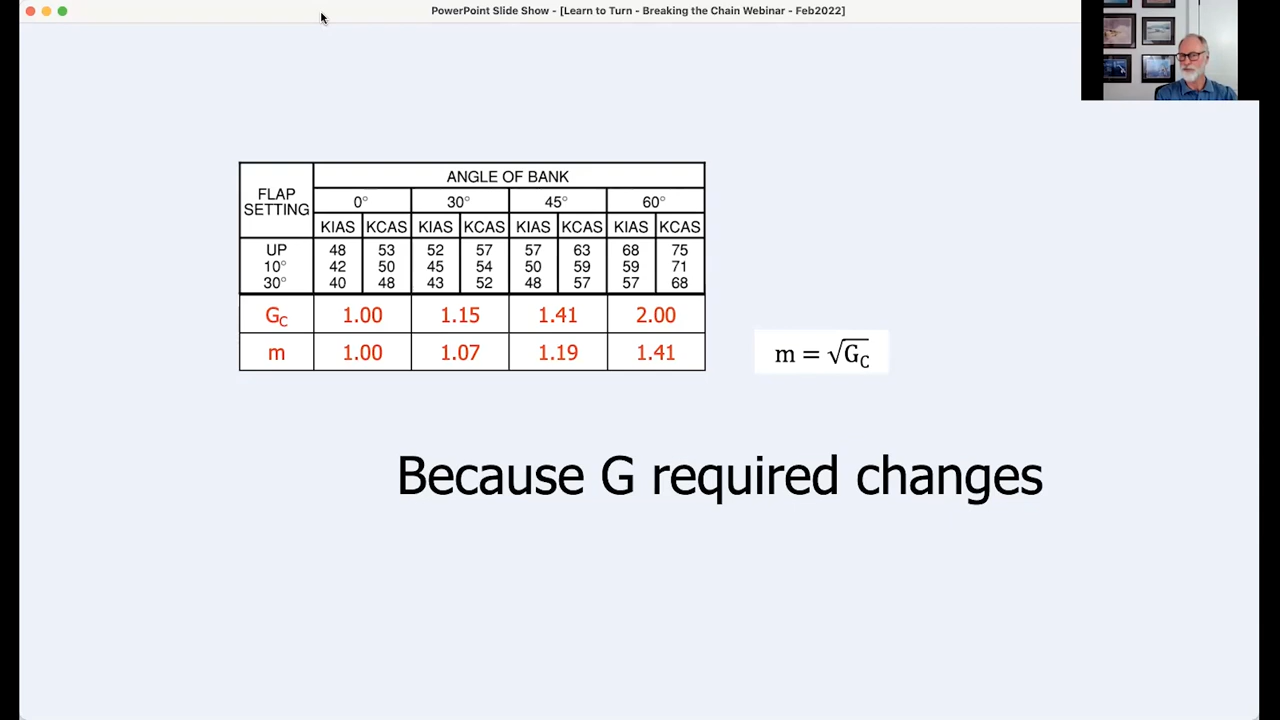 PowerPoint Slide Show - [Learn to Turn - Breaking the Chain Webinar - Feb2022]
ANGLE OF BANK
FLAP SETTING
0° 30° 45° 60°
KIAS KCAS KIAS KCAS KIAS KCAS KIAS KCAS
UP 48 53 52 57 57 63 68 75
10° 42 50 45 54 50 59 59 71
30° 40 48 43 52 48 57 57 68
GC 1.00 1.15 1.41 2.00
m 1.00 1.07 1.19 1.41
m = √GC
Because G required changes